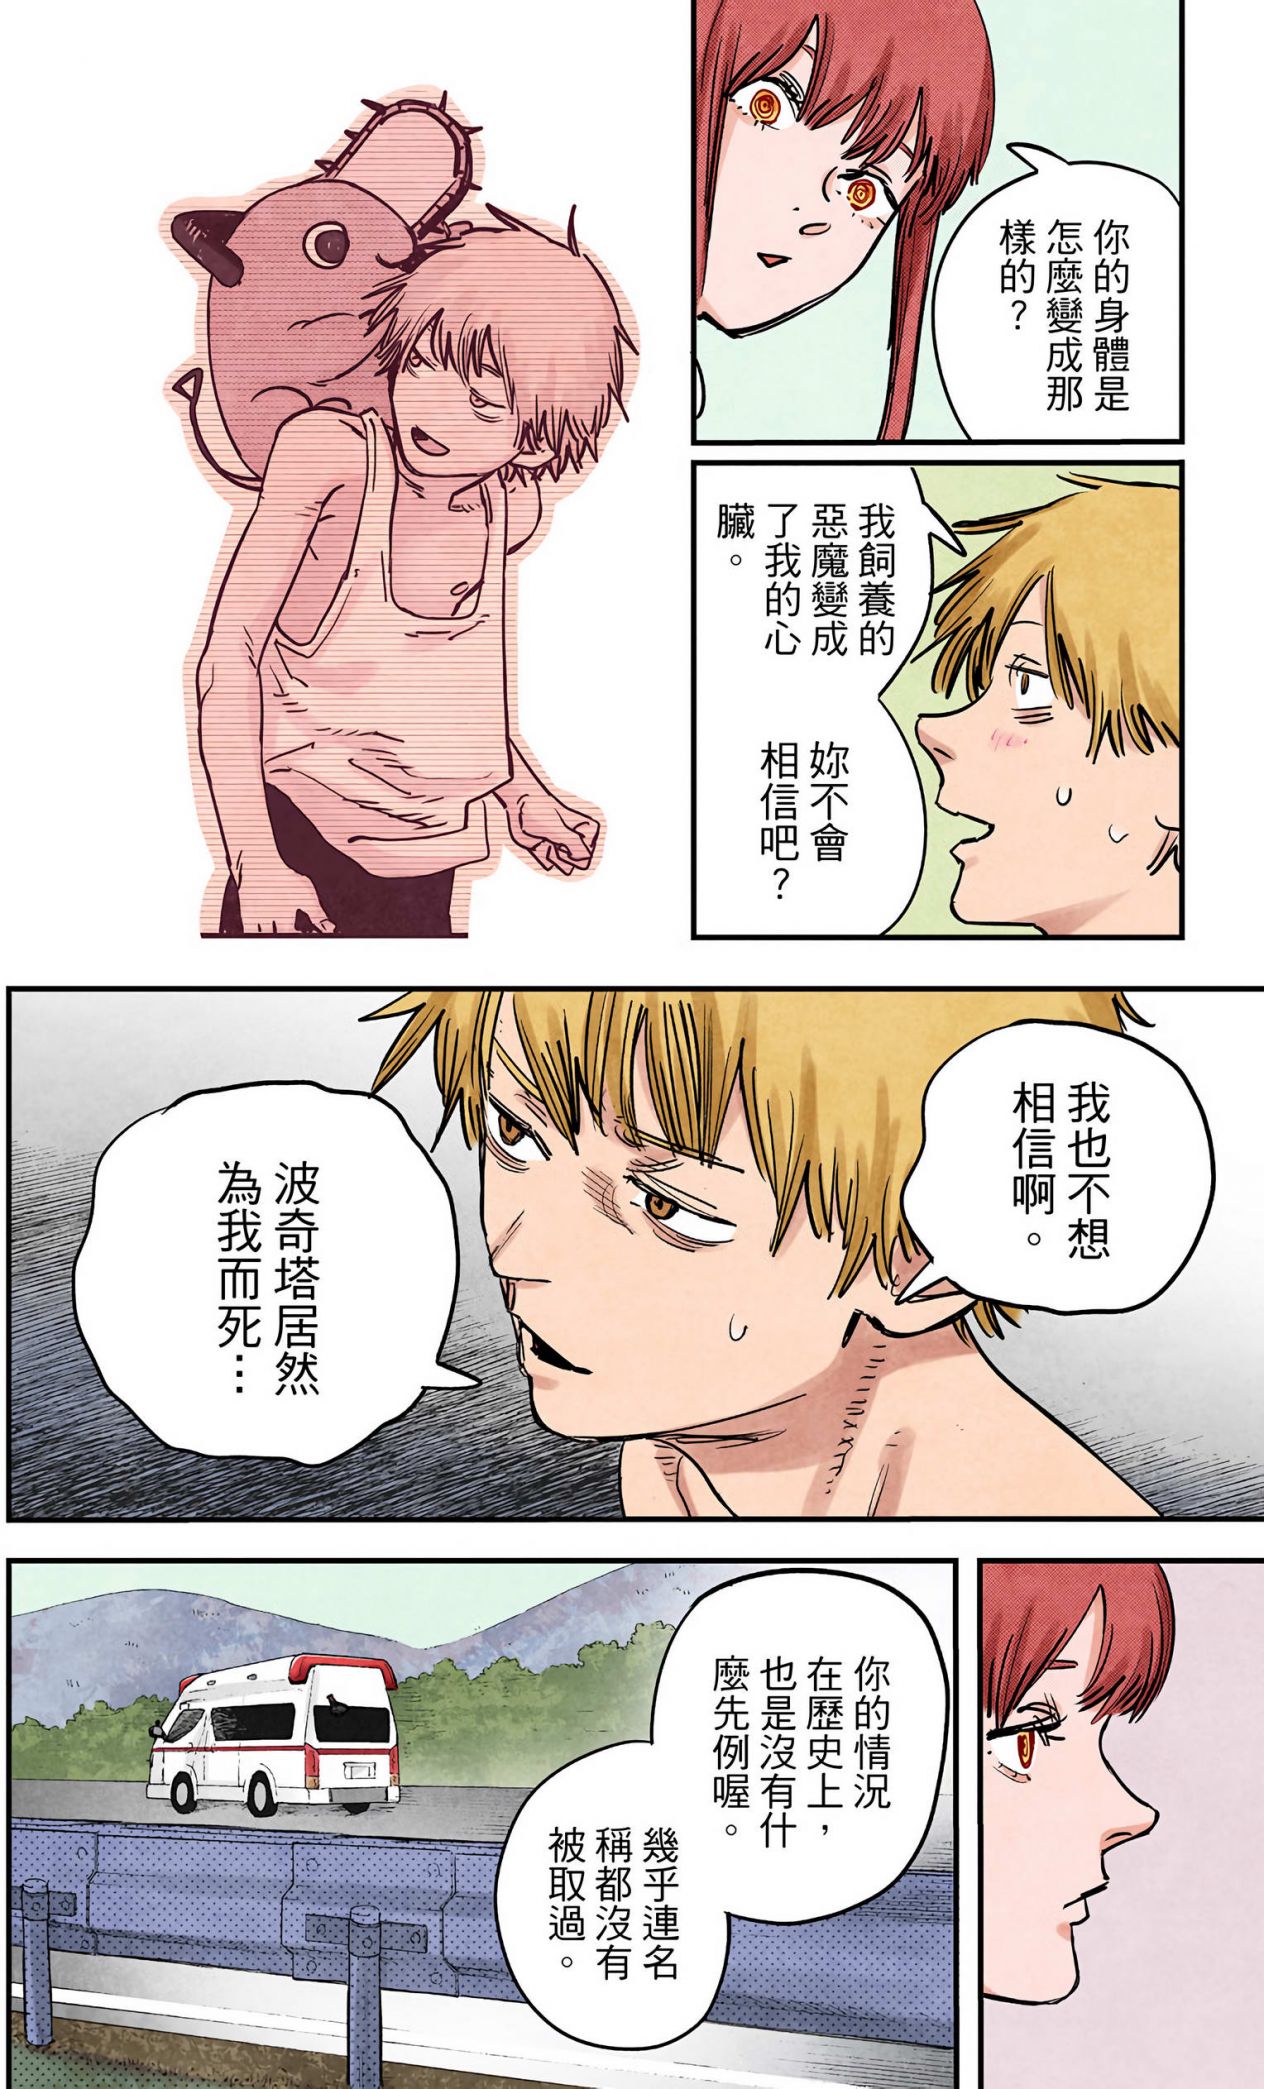 你的身體是
怎麼變成那
樣的？
我飼養的
惡魔變成
了我的心
臟。
妳不會
相信吧？
我也不想
相信啊。
波奇塔居然
為我而死…
你的情況
在歷史上，
也是沒有什
麼先例喔。
幾乎連名
稱都沒有
被取過。